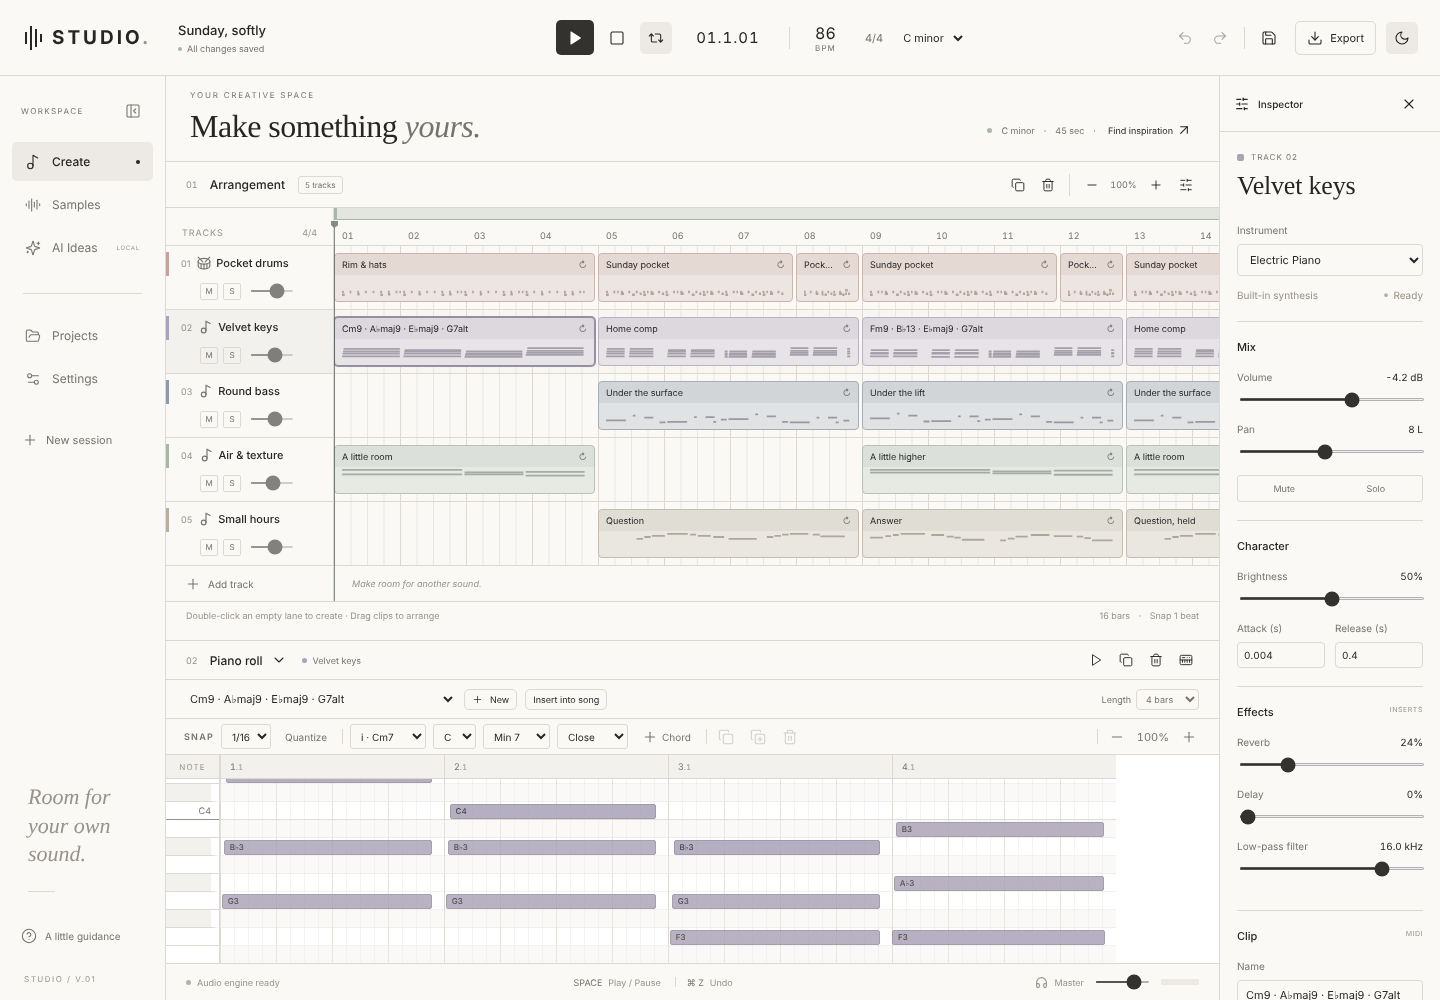 STUDIO.
Sunday, softly
All changes saved
01.1.01
86
BPM
4/4
C minor
Export
WORKSPACE
Create
Samples
AI Ideas LOCAL
Projects
Settings
New session
Room for
your own
sound.
A little guidance
STUDIO / V.01
YOUR CREATIVE SPACE
Make something yours.
C minor · 45 sec · Find inspiration
01 Arrangement 5 tracks
100%
TRACKS 4/4
01 02 03 04 05 06 07 08 09 10 11 12 13 14
01 Pocket drums
M S
Rim & hats
Sunday pocket
Pock...
Sunday pocket
Pock...
Sunday pocket
02 Velvet keys
M S
Cm9 · A♭maj9 · E♭maj9 · G7alt
Home comp
Fm9 · B♭13 · E♭maj9 · G7alt
Home comp
03 Round bass
M S
Under the surface
Under the lift
Under the surface
04 Air & texture
M S
A little room
A little higher
A little room
05 Small hours
M S
Question
Answer
Question, held
Add track
Make room for another sound.
Double-click an empty lane to create · Drag clips to arrange
16 bars · Snap 1 beat
02 Piano roll
Velvet keys
Cm9 · A♭maj9 · E♭maj9 · G7alt
New
Insert into song
Length 4 bars
SNAP 1/16 Quantize i · Cm7 C Min 7 Close Chord
100%
NOTE 1.1 2.1 3.1 4.1
C4
C4
B3
B♭3 B♭3 B♭3
A♭3
G3 G3 G3
F3 F3
Audio engine ready
SPACE Play / Pause
⌘ Z Undo
Master
Inspector
TRACK 02
Velvet keys
Instrument
Electric Piano
Built-in synthesis
Ready
Mix
Volume -4.2 dB
Pan 8 L
Mute Solo
Character
Brightness 50%
Attack (s) Release (s)
0.004 0.4
Effects INSERTS
Reverb 24%
Delay 0%
Low-pass filter 16.0 kHz
Clip MIDI
Name
Cm9 · A♭maj9 · E♭maj9 · G7alt